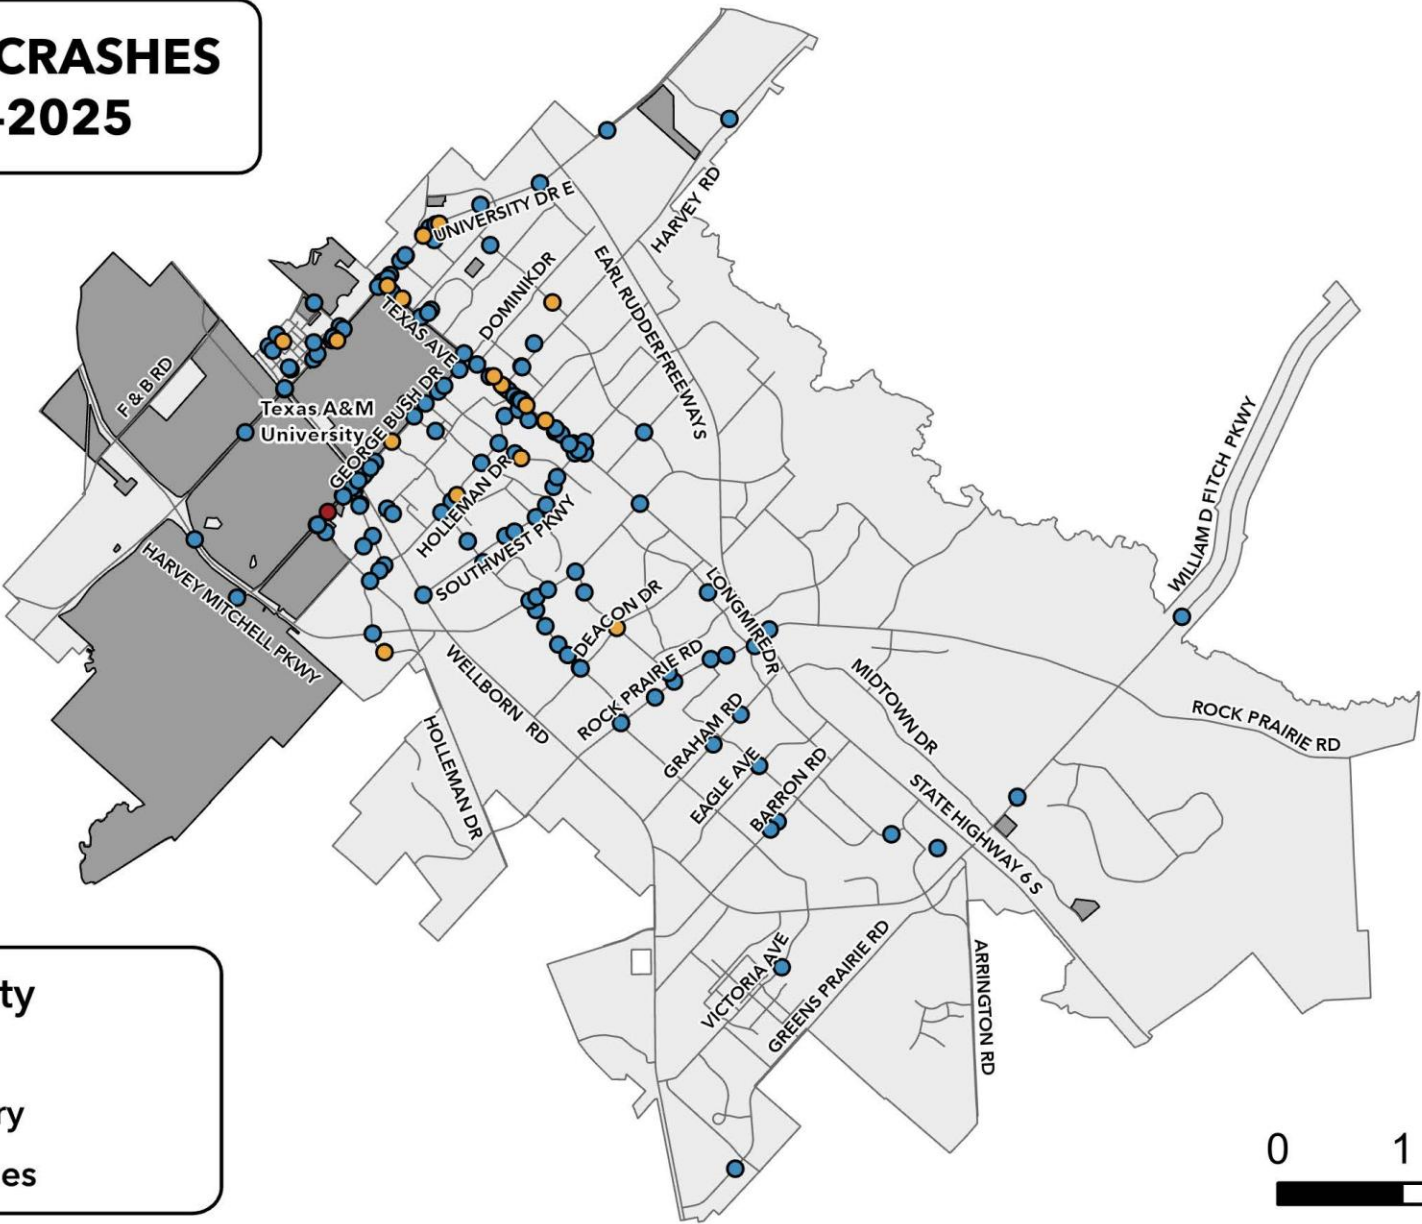 CRASHES
-2025
HARVEY RD
UNIVERSITY DR E
DOMINIK DR
EARL RUDDER FREEWAY S
TEXAS AVE
F & B RD
Texas A&M
University
GEORGE BUSH DR
WILLIAM D FITCH PKWY
HOLLEMAN DR
SOUTHWEST PKWY
HARVEY MITCHELL PKWY
DEACON DR
LONGMIRE DR
WELLBORN RD
ROCK PRAIRIE RD
MIDTOWN DR
ROCK PRAIRIE RD
GRAHAM RD
HOLLEMAN DR
EAGLE AVE
BARRON RD
STATE HIGHWAY 6 S
VICTORIA AVE
GREENS PRAIRIE RD
ARRINGTON RD
ty
ry
es
0 1